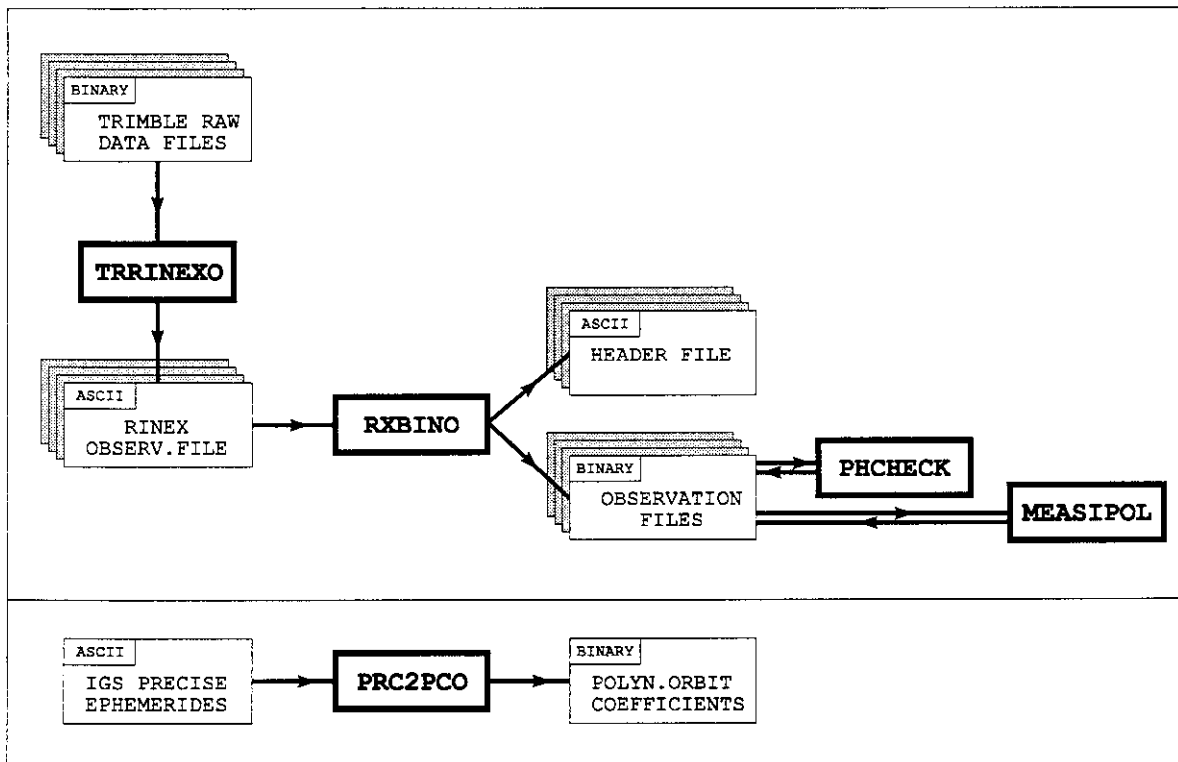 BINARY
TRIMBLE RAW
DATA FILES
TRRINEXO
ASCII
RINEX
OBSERV.FILE
RXBINO
ASCII
HEADER FILE
BINARY
OBSERVATION
FILES
PHCHECK
MEASIPOL
ASCII
IGS PRECISE
EPHEMERIDES
PRC2PCO
BINARY
POLYN.ORBIT
COEFFICIENTS